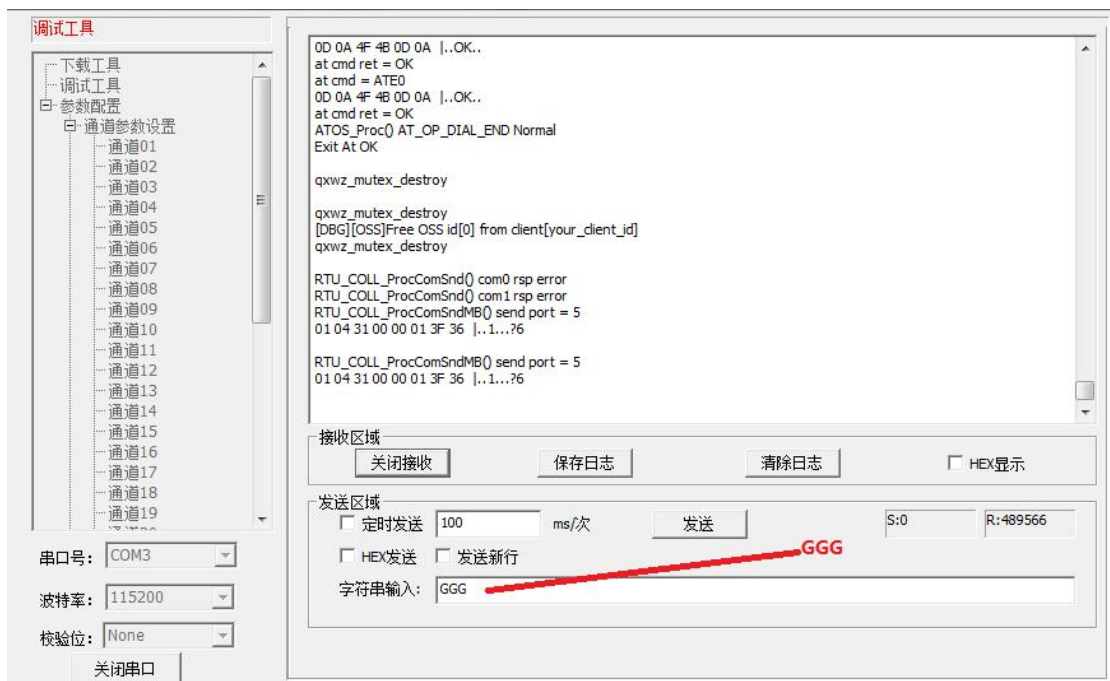 调试工具
下载工具
调试工具
参数配置
通道参数设置
通道01
通道02
通道03
通道04
通道05
通道06
通道07
通道08
通道09
通道10
通道11
通道12
通道13
通道14
通道15
通道16
通道17
通道18
通道19
串口号: COM3
波特率: 115200
校验位: None
关闭串口
0D 0A 4F 4B 0D 0A |..OK..
at cmd ret = OK
at cmd = ATE0
0D 0A 4F 4B 0D 0A |..OK..
at cmd ret = OK
ATOS_Proc() AT_OP_DIAL_END Normal
Exit At OK
qxwz_mutex_destroy
qxwz_mutex_destroy
[DBG][OSS]Free OSS id[0] from client[your_client_id]
qxwz_mutex_destroy
RTU_COLL_ProcComSnd() com0 rsp error
RTU_COLL_ProcComSnd() com1 rsp error
RTU_COLL_ProcComSndMB() send port = 5
01 04 31 00 00 01 3F 36 |..1...?6
RTU_COLL_ProcComSndMB() send port = 5
01 04 31 00 00 01 3F 36 |..1...?6
接收区域
关闭接收 保存日志 清除日志 HEX显示
发送区域
定时发送 100 ms/次 发送 S:0 R:489566
HEX发送 发送新行 GGG
字符串输入: GGG